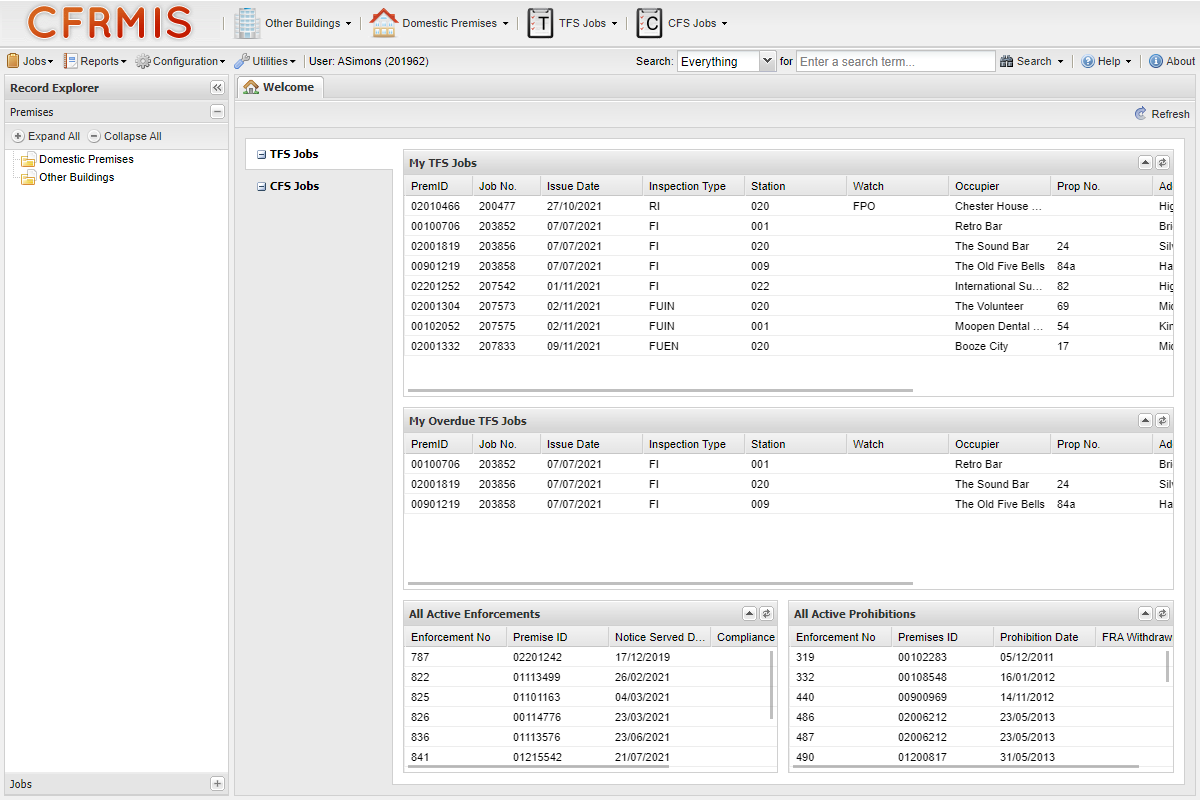 CFRMIS Other Buildings Domestic Premises TFS Jobs CFS Jobs
Jobs Reports Configuration Utilities User: ASimons (201962) Search: Everything for Enter a search term... Search Help About
Record Explorer
Premises
Expand All Collapse All
Domestic Premises
Other Buildings
Jobs
Welcome
Refresh
TFS Jobs
CFS Jobs
My TFS Jobs
PremID Job No. Issue Date Inspection Type Station Watch Occupier Prop No. Ad
02010466 200477 27/10/2021 RI 020 FPO Chester House ... Hig
00100706 203852 07/07/2021 FI 001 Retro Bar Bri
02001819 203856 07/07/2021 FI 020 The Sound Bar 24 Silv
00901219 203858 07/07/2021 FI 009 The Old Five Bells 84a Ha
02201252 207542 01/11/2021 FI 022 International Su... 82 Hig
02001304 207573 02/11/2021 FUIN 020 The Volunteer 69 Mid
00102052 207575 02/11/2021 FUIN 001 Moopen Dental ... 54 Kin
02001332 207833 09/11/2021 FUEN 020 Booze City 17 Mid
My Overdue TFS Jobs
PremID Job No. Issue Date Inspection Type Station Watch Occupier Prop No. Ad
00100706 203852 07/07/2021 FI 001 Retro Bar Bri
02001819 203856 07/07/2021 FI 020 The Sound Bar 24 Silv
00901219 203858 07/07/2021 FI 009 The Old Five Bells 84a Ha
All Active Enforcements
Enforcement No Premise ID Notice Served D... Compliance
787 02201242 17/12/2019
822 01113499 26/02/2021
825 01101163 04/03/2021
826 00114776 23/03/2021
836 01113576 23/06/2021
841 01215542 21/07/2021
All Active Prohibitions
Enforcement No Premises ID Prohibition Date FRA Withdraw
319 00102283 05/12/2011
332 00108548 16/01/2012
440 00900969 14/11/2012
486 02006212 23/05/2013
487 02006212 23/05/2013
490 01200817 31/05/2013